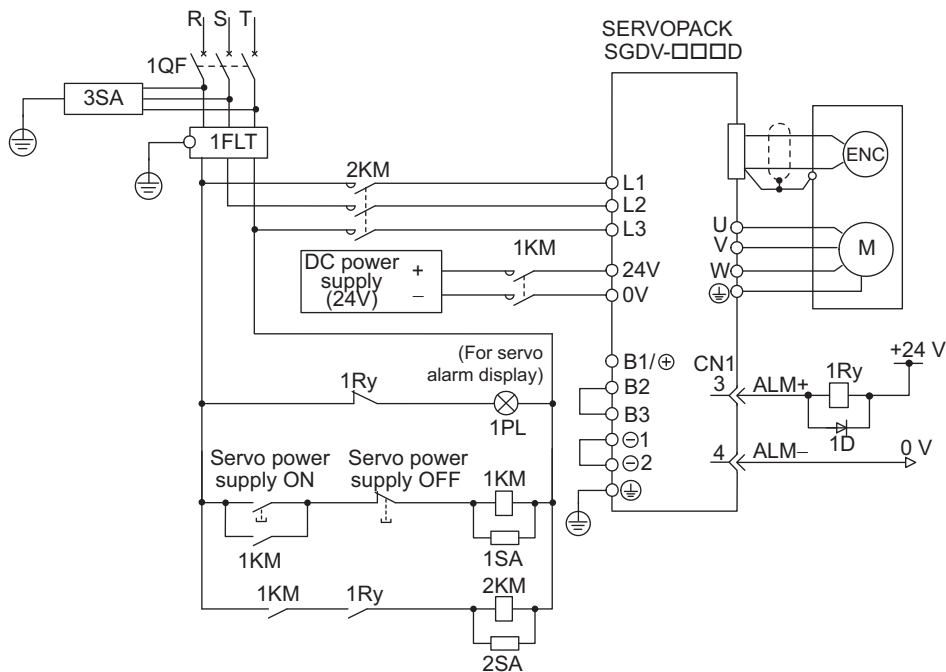 R S T
SERVOPACK
SGDV-□□□D
1QF
3SA
1FLT
ENC
2KM
L1
L2
L3
U
V
W
M
1KM
DC power
supply
(24V)
+
−
24V
0V
(For servo
alarm display)
B1/⊕
CN1
+24 V
1Ry
1PL
B2
B3
3 ALM+
1Ry
1D
⊖1
⊖2
4 ALM−
0 V
Servo power
supply ON
Servo power
supply OFF
1KM
1KM
1SA
1KM
1Ry
2KM
2SA